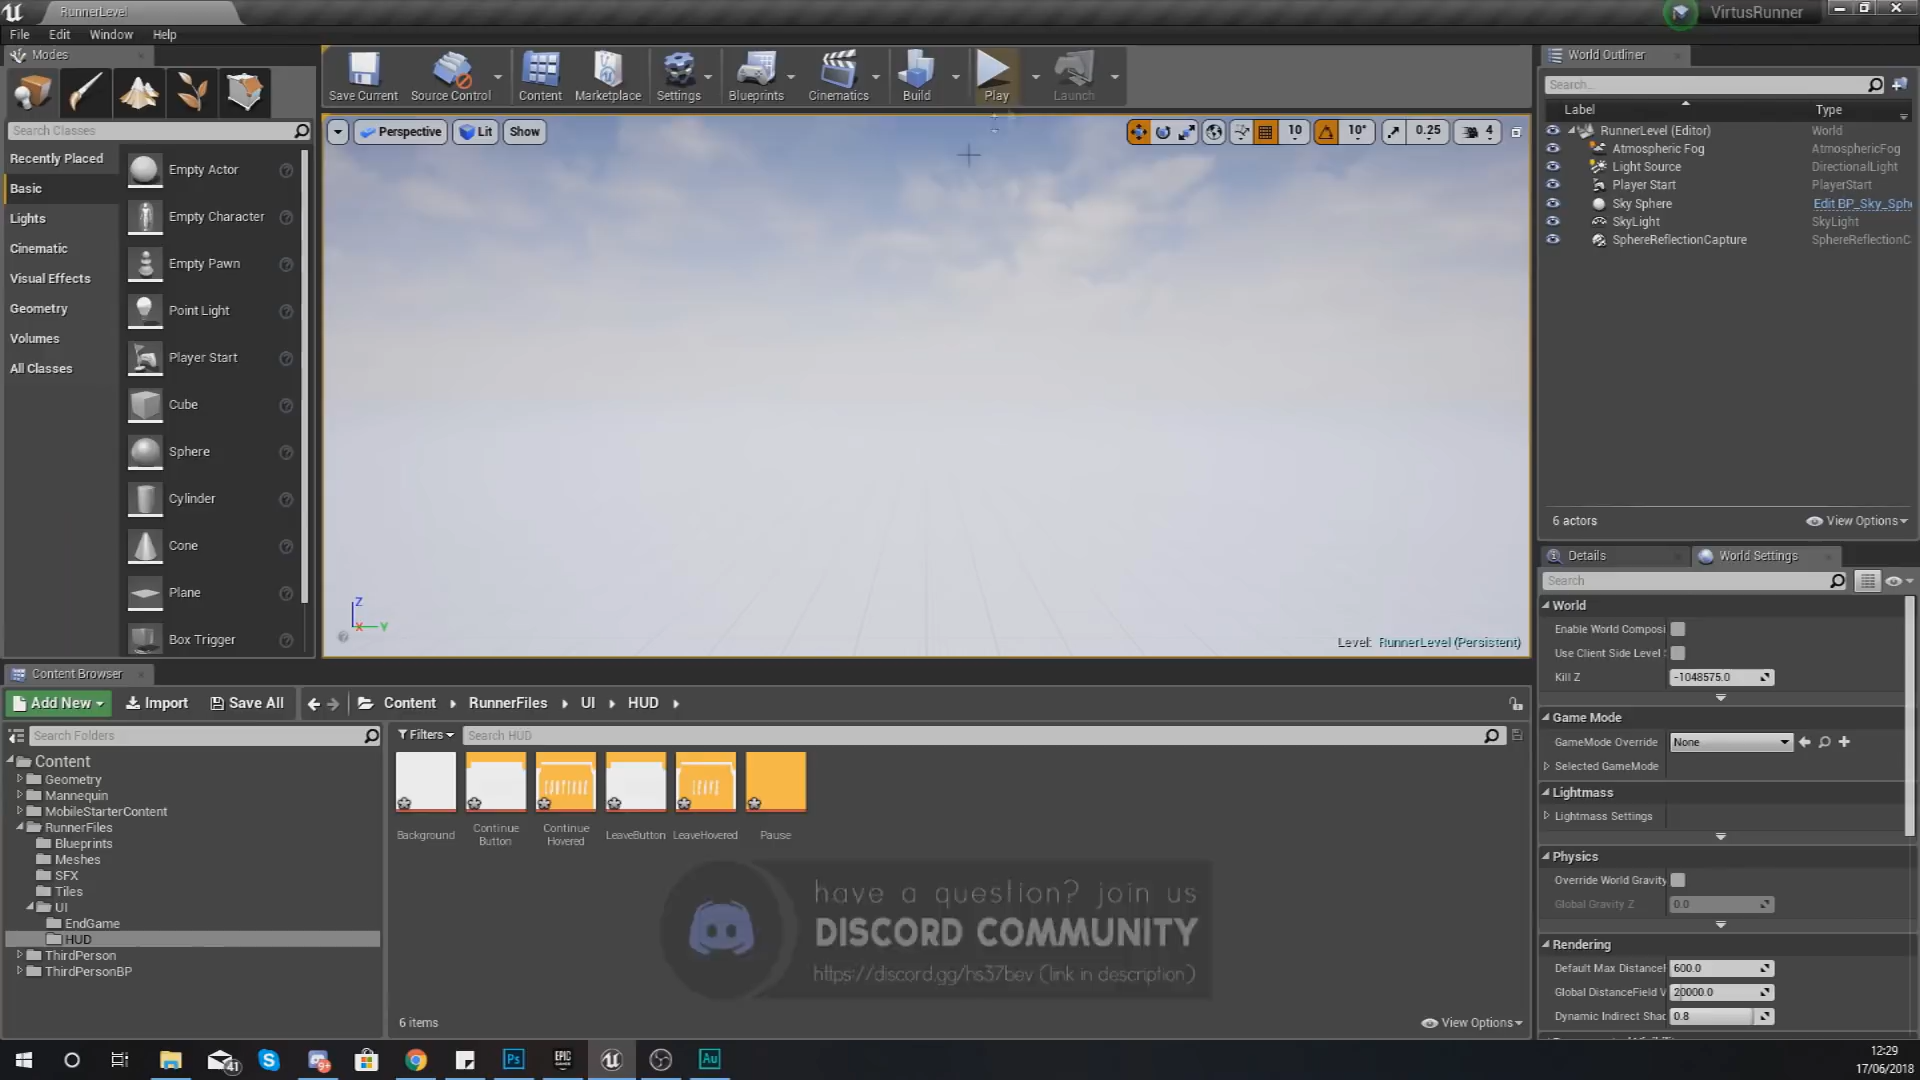 RunnerLevel
VirtusRunner
File Edit Window Help
Modes
Search Classes
Recently Placed
Basic
Lights
Cinematic
Visual Effects
Geometry
Volumes
All Classes
Empty Actor
Empty Character
Empty Pawn
Point Light
Player Start
Cube
Sphere
Cylinder
Cone
Plane
Box Trigger
Save Current Source Control Content Marketplace Settings Blueprints Cinematics Build Play Launch
Perspective Lit Show
10 10° 0.25 4
Z
X Y
Level: RunnerLevel (Persistent)
World Outliner
Search...
Label Type
RunnerLevel (Editor) World
Atmospheric Fog AtmosphericFog
Light Source DirectionalLight
Player Start PlayerStart
Sky Sphere Edit BP_Sky_Sphe
SkyLight SkyLight
SphereReflectionCapture SphereReflectionC
6 actors View Options
Details World Settings
Search
World
Enable World Composi
Use Client Side Level
Kill Z -1048575.0
Game Mode
GameMode Override None
Selected GameMode
Lightmass
Lightmass Settings
Physics
Override World Gravity
Global Gravity Z 0.0
Rendering
Default Max DistanceF 600.0
Global DistanceField V 20000.0
Dynamic Indirect Shac 0.8
Content Browser
Add New Import Save All Content RunnerFiles UI HUD
Search Folders
Filters Search HUD
Content
Geometry
Mannequin
MobileStarterContent
RunnerFiles
Blueprints
Meshes
SFX
Tiles
UI
EndGame
HUD
ThirdPerson
ThirdPersonBP
CONTINUE LEAVE
Background Continue Button Continue Hovered LeaveButton LeaveHovered Pause
have a question? join us
DISCORD COMMUNITY
https://discord.gg/hs37bev (link in description)
6 items View Options
41 9+ Ps EPIC Au
12:29
17/06/2018